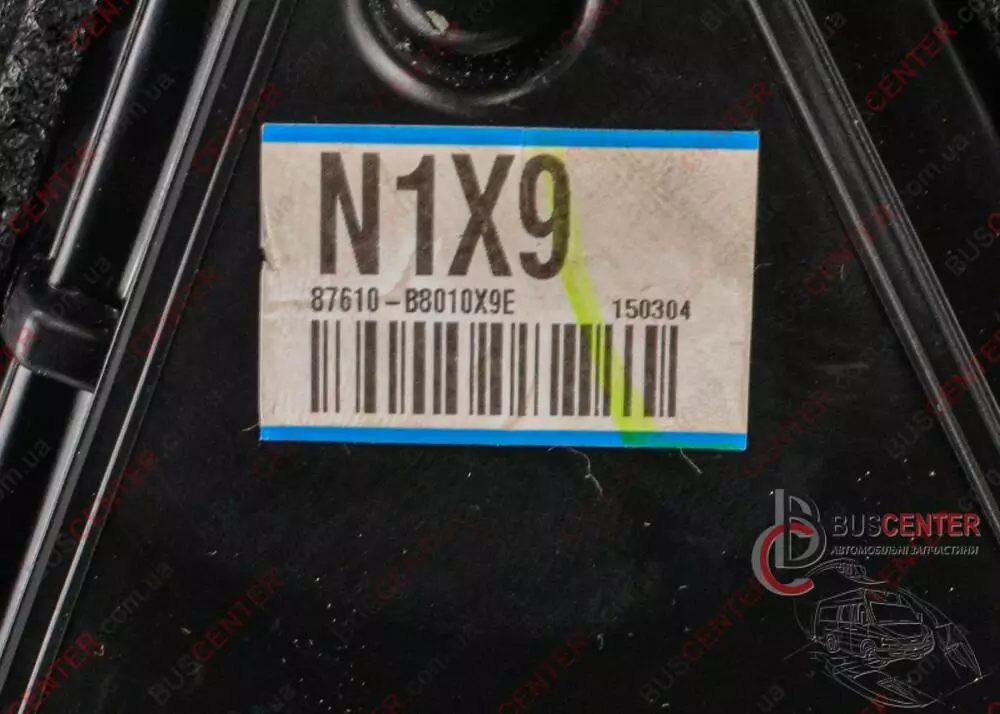 N1X9
87610-B8010X9E 150304
BUSCENTER
АВТОМОБІЛЬНІ ЗАПЧАСТИНИ